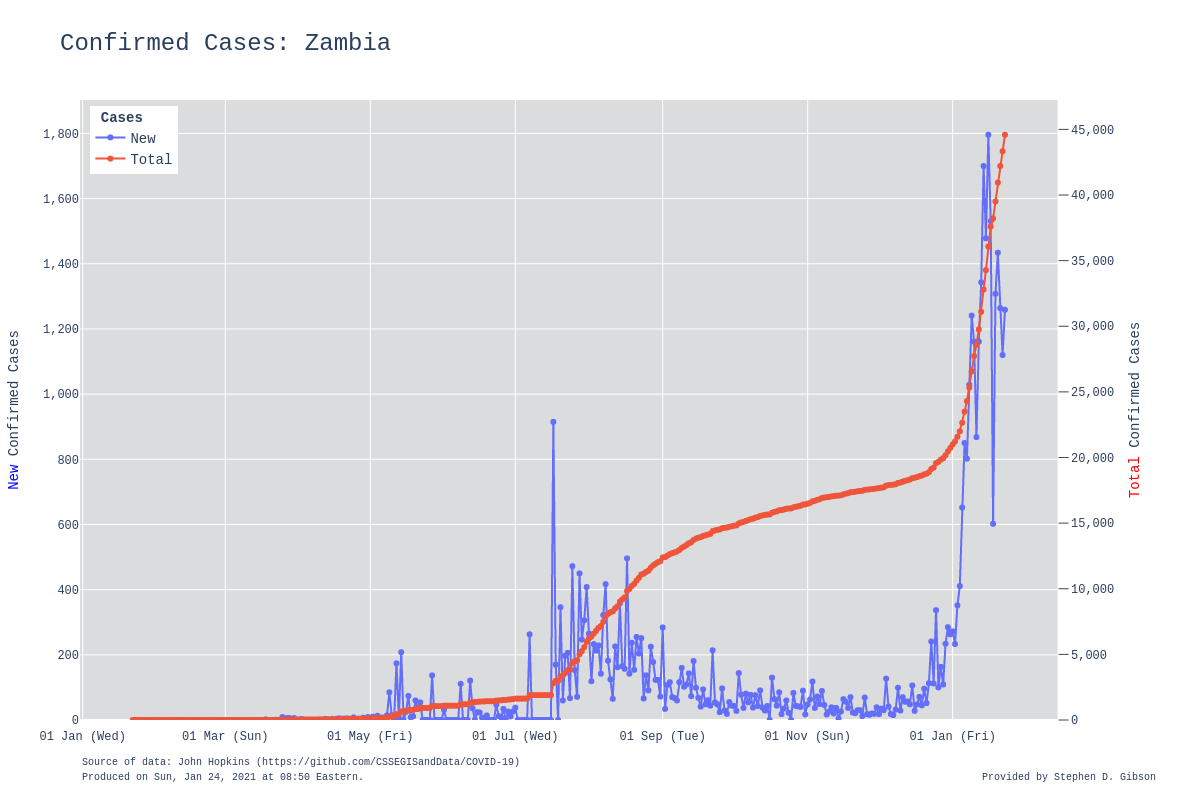 Confirmed Cases: Zambia
Cases
New
Total
1,800
1,600
1,400
1,200
1,000
800
600
400
200
0
New Confirmed Cases
45,000
40,000
35,000
30,000
25,000
20,000
15,000
10,000
5,000
0
Total Confirmed Cases
01 Jan (Wed)
01 Mar (Sun)
01 May (Fri)
01 Jul (Wed)
01 Sep (Tue)
01 Nov (Sun)
01 Jan (Fri)
Source of data: John Hopkins (https://github.com/CSSEGISandData/COVID-19)
Produced on Sun, Jan 24, 2021 at 08:50 Eastern.
Provided by Stephen D. Gibson